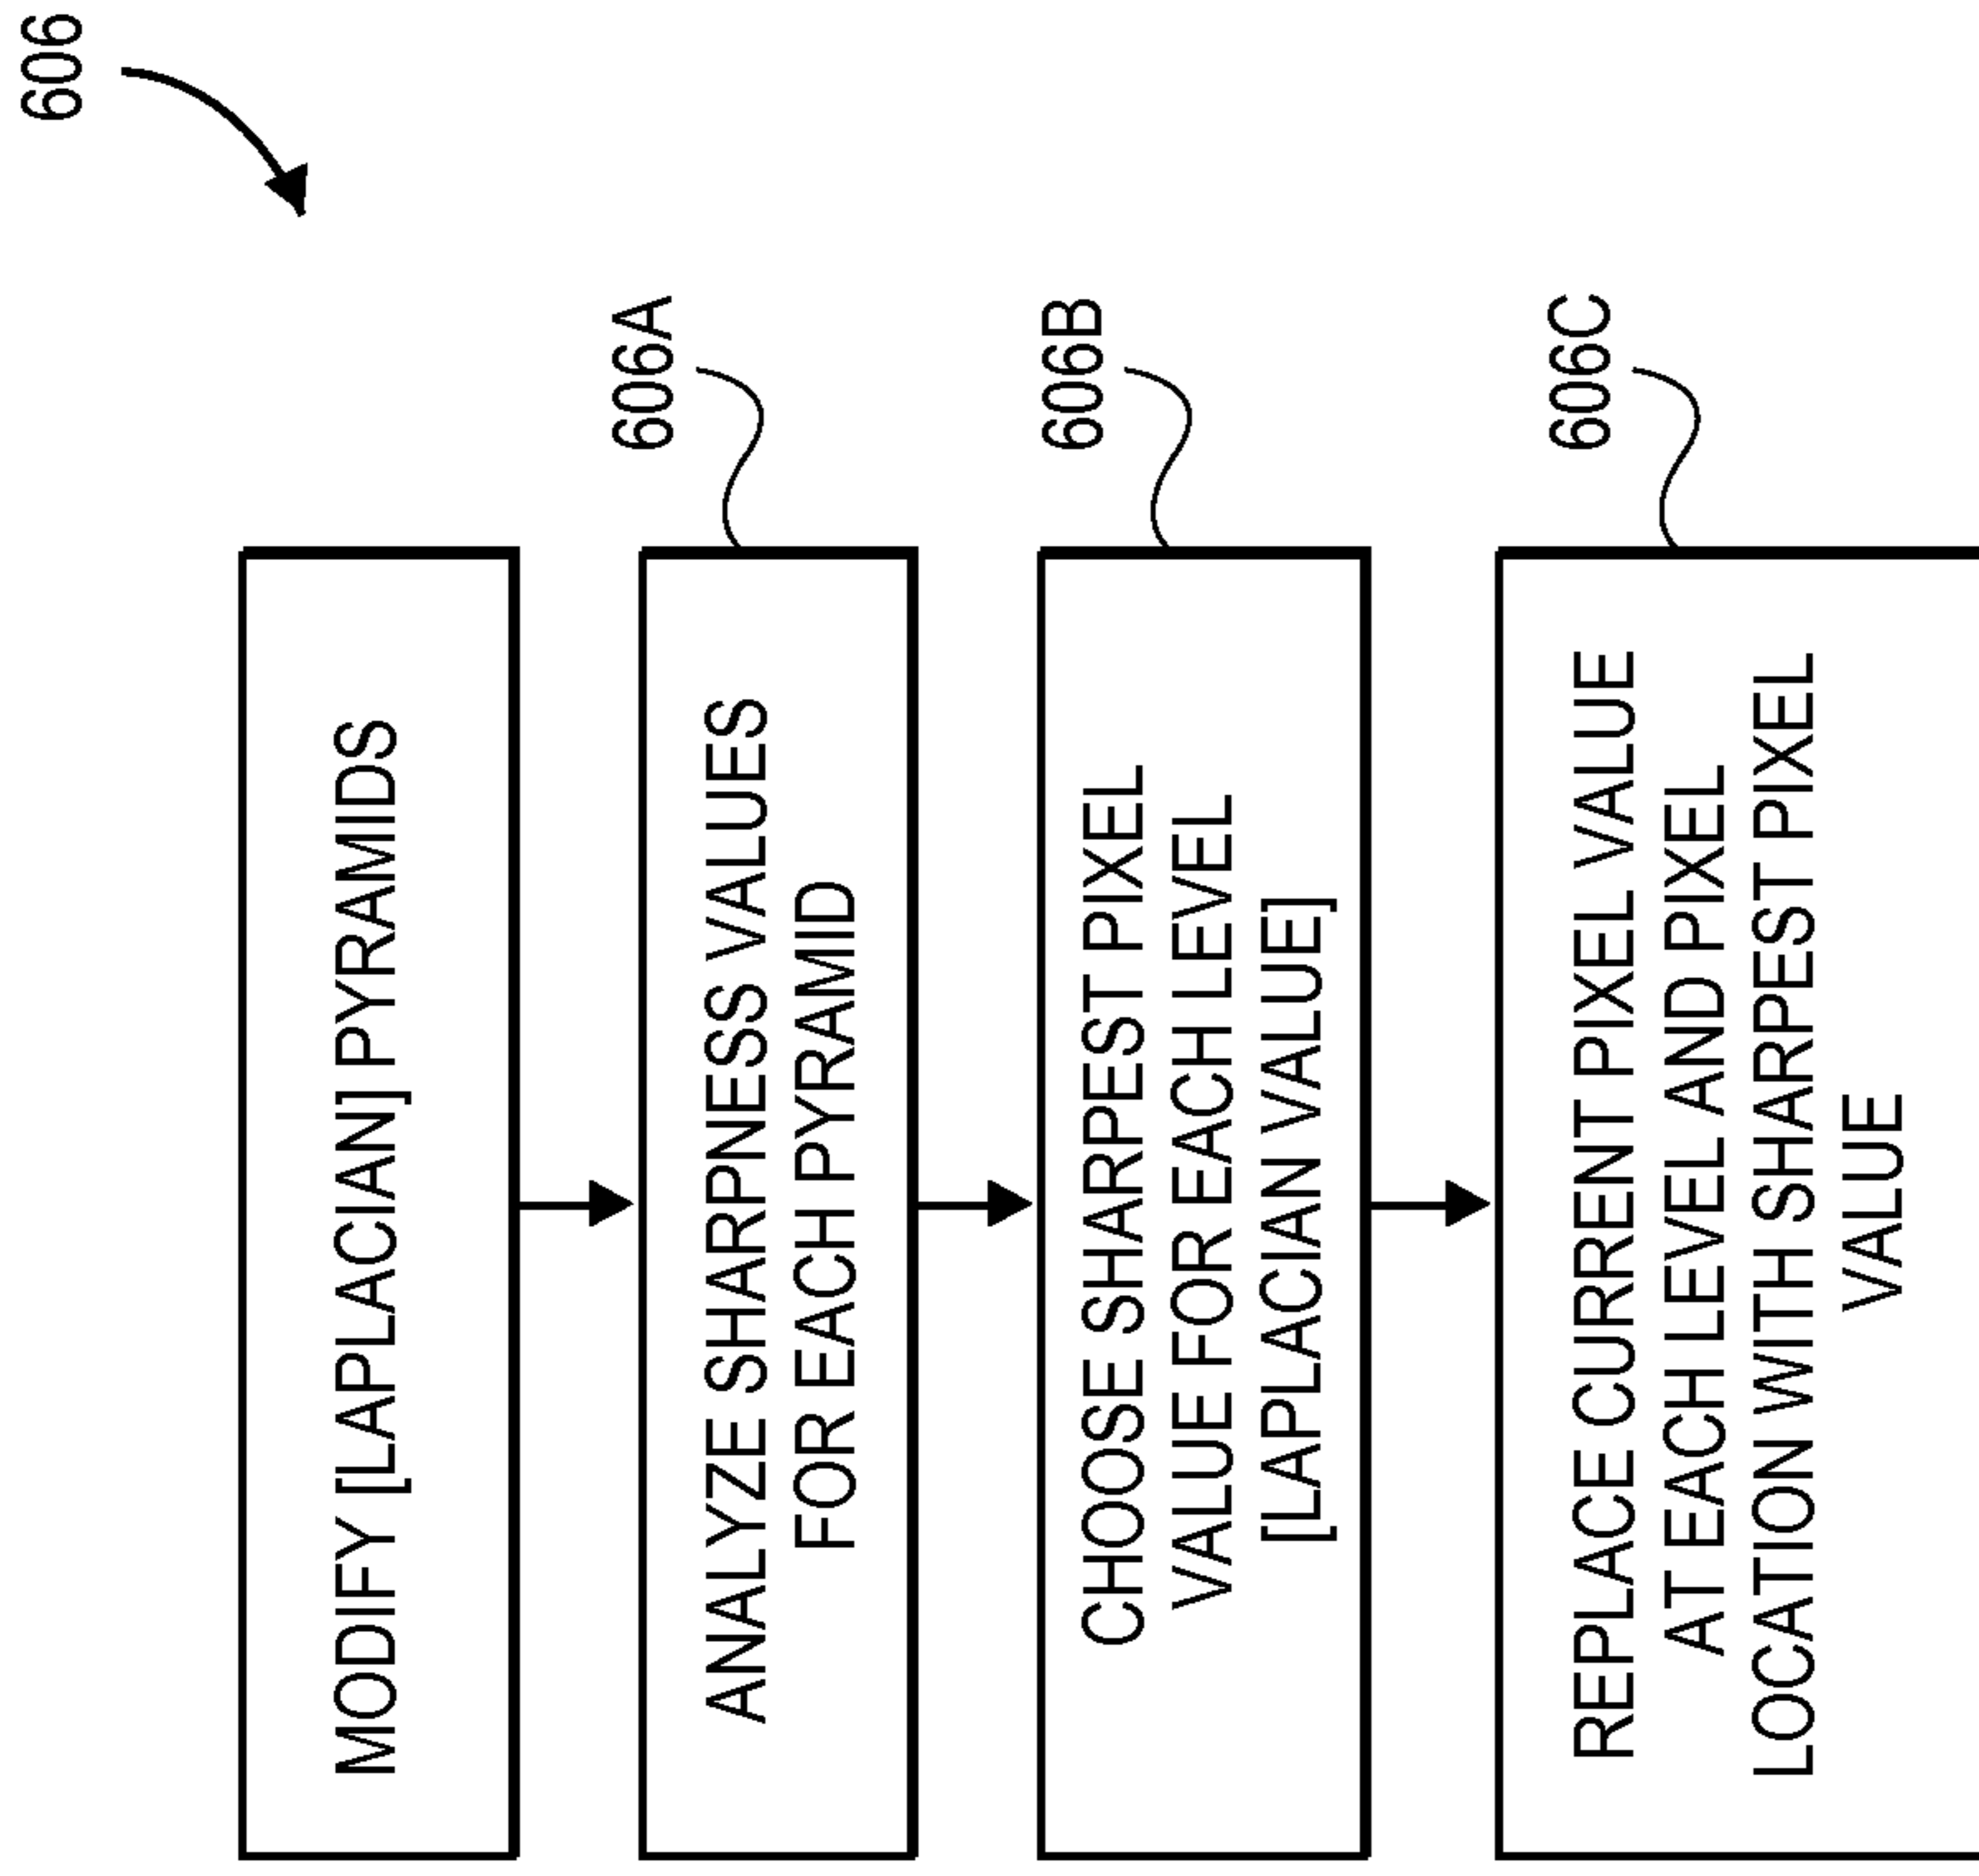 606
MODIFY [LAPLACIAN] PYRAMIDS
606A
ANALYZE SHARPNESS VALUES
FOR EACH PYRAMID
606B
CHOOSE SHARPEST PIXEL
VALUE FOR EACH LEVEL
[LAPLACIAN VALUE]
606C
REPLACE CURRENT PIXEL VALUE
AT EACH LEVEL AND PIXEL
LOCATION WITH SHARPEST PIXEL
VALUE